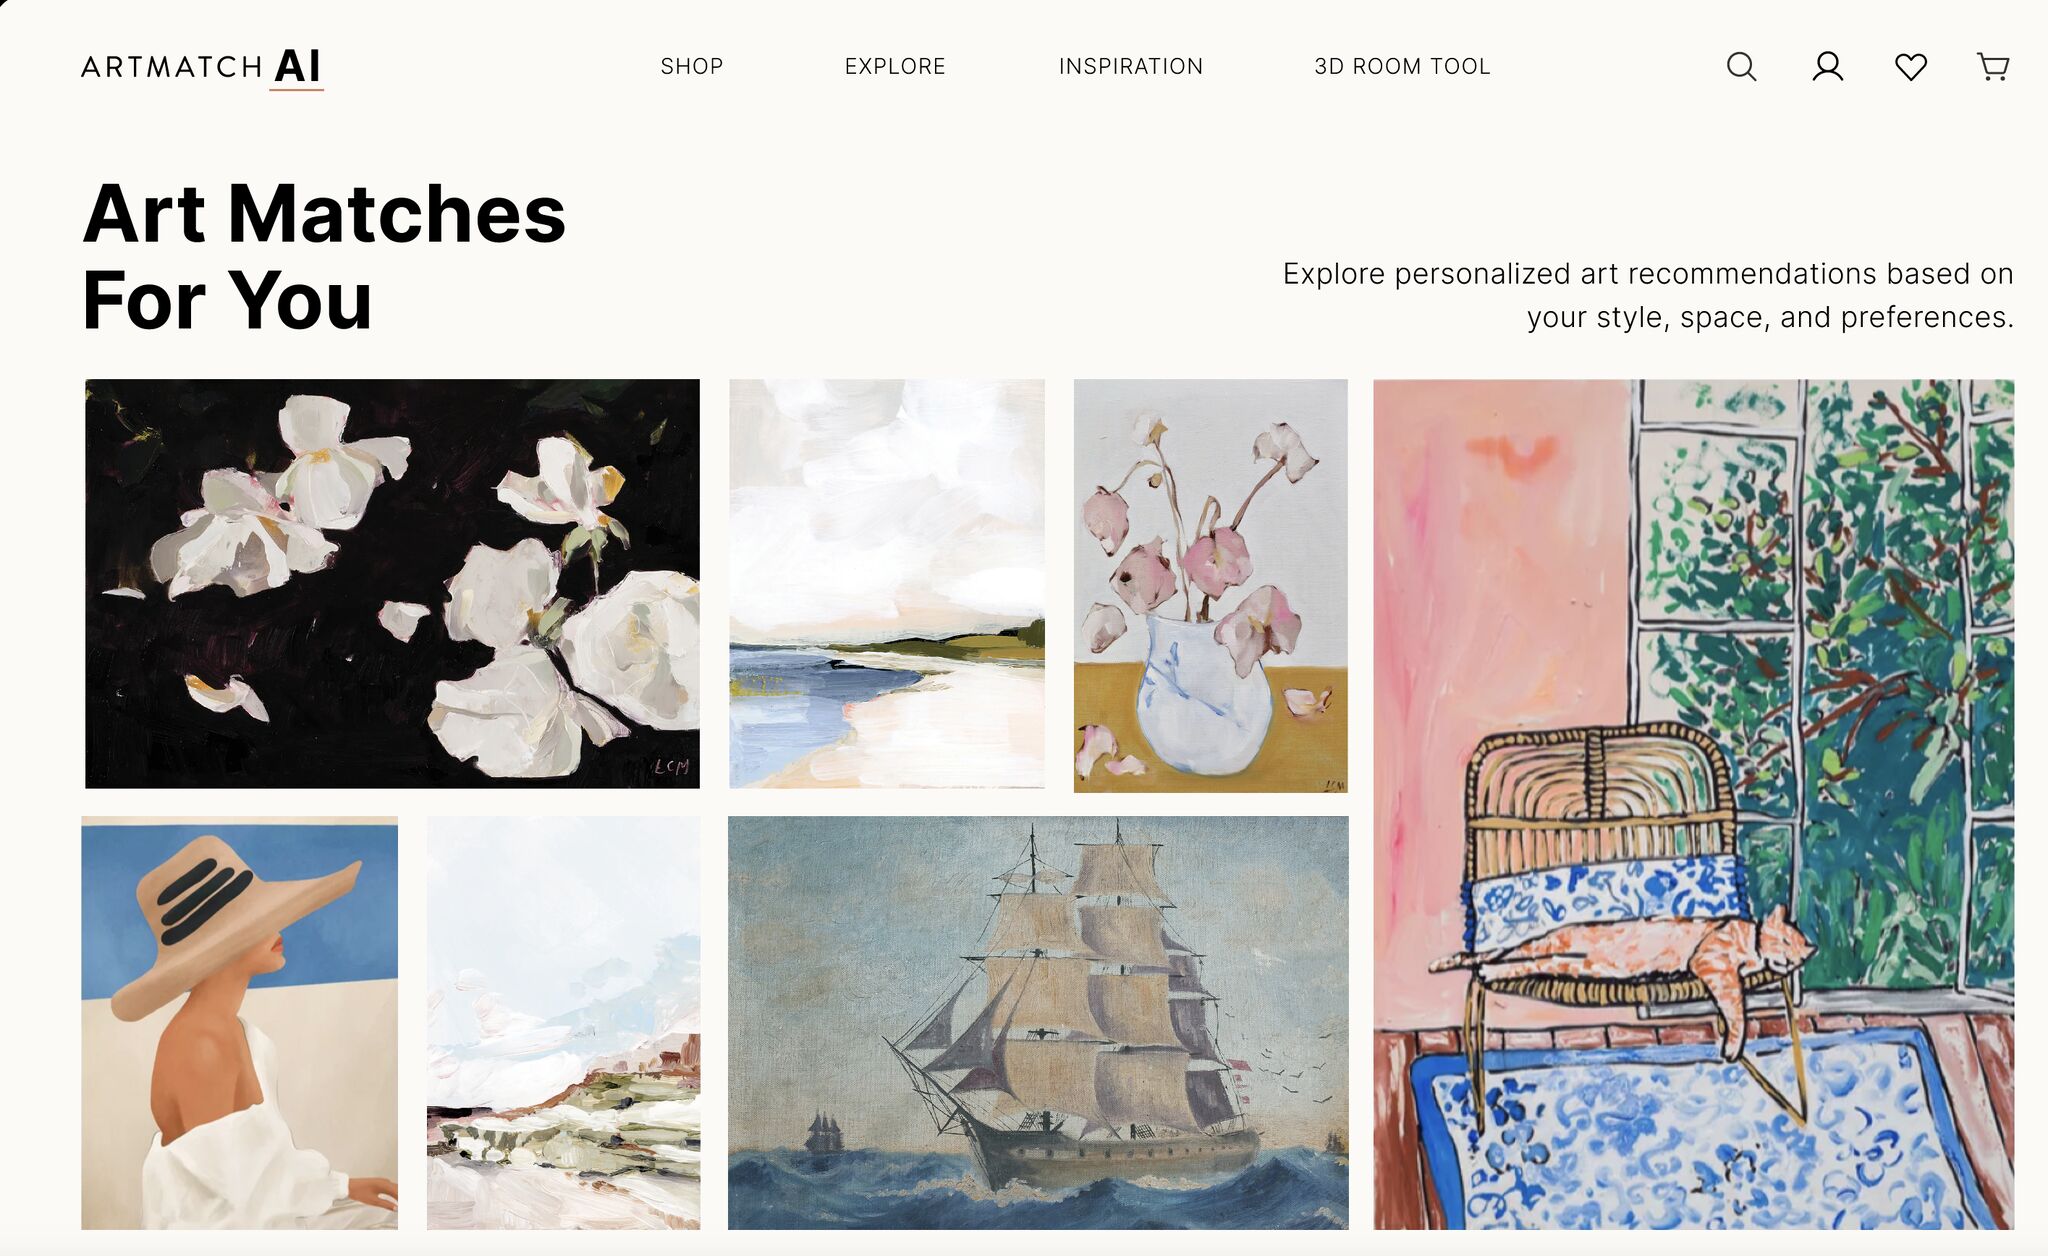 ARTMATCH AI
SHOP
EXPLORE
INSPIRATION
3D ROOM TOOL
Art Matches
For You
Explore personalized art recommendations based on
your style, space, and preferences.
LCM